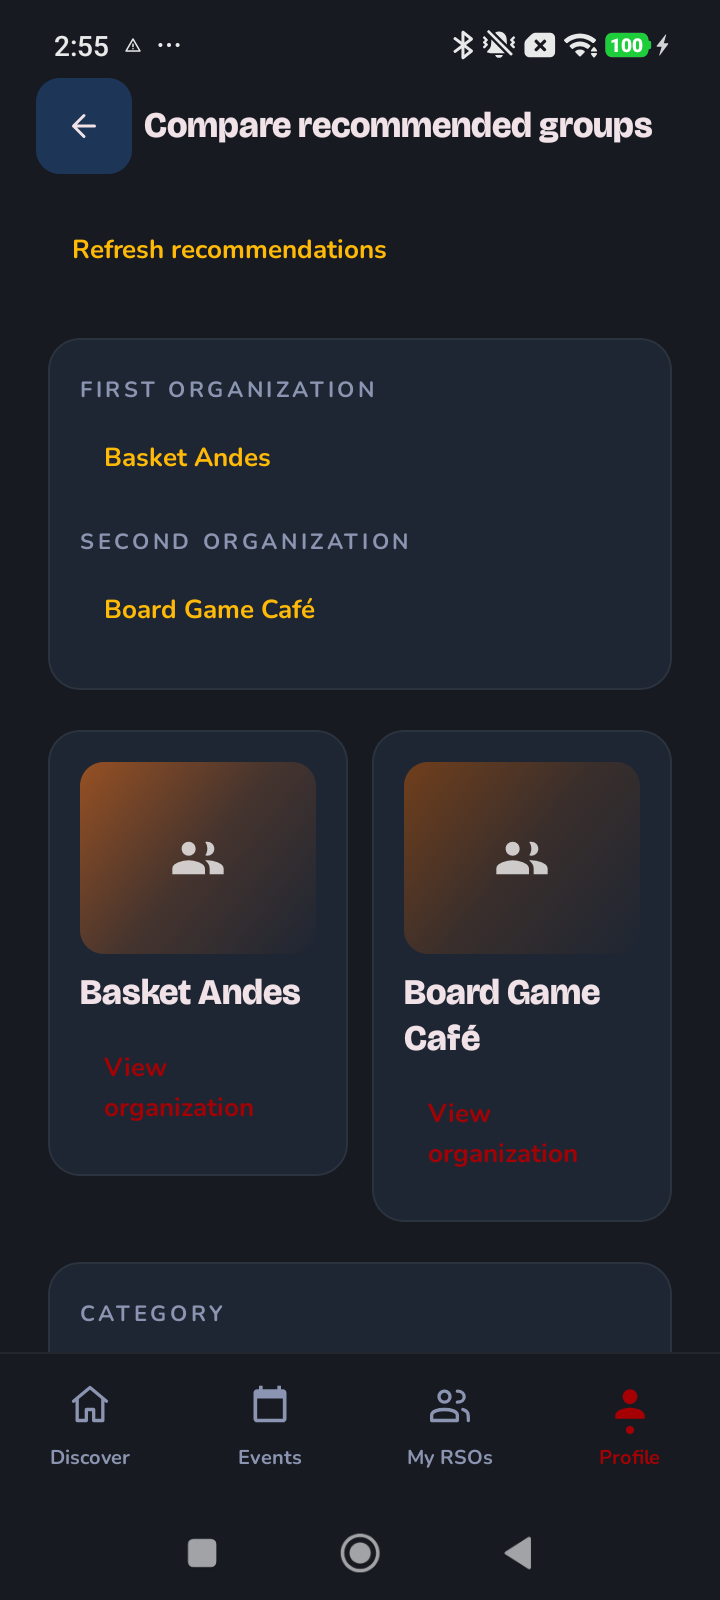 2:55
100
Compare recommended groups
Refresh recommendations
FIRST ORGANIZATION
Basket Andes
SECOND ORGANIZATION
Board Game Café
Basket Andes
View
organization
Board Game
Café
View
organization
CATEGORY
Discover
Events
My RSOs
Profile